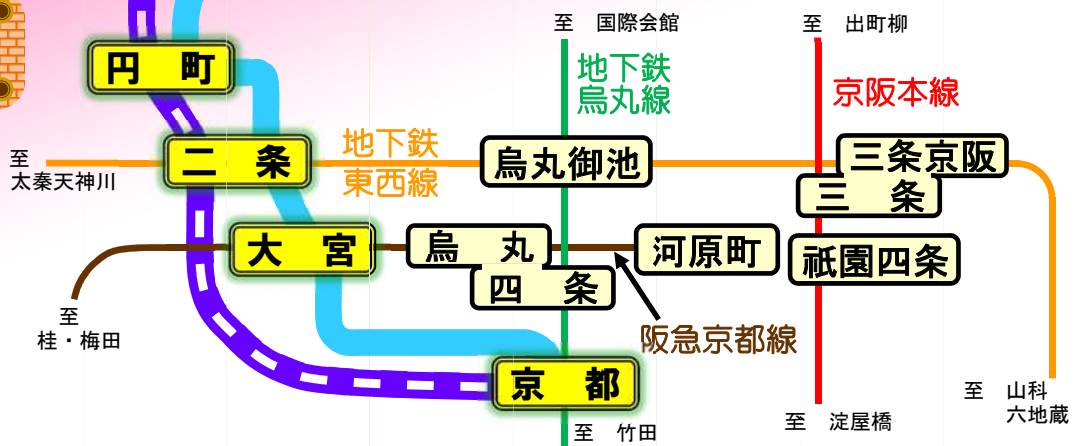 至　国際会館
至　出町柳
円　町
地下鉄
烏丸線
京阪本線
至
太秦天神川
二　条
地下鉄
東西線
烏丸御池
三条京阪
三　条
大　宮
烏　丸
四　条
河原町
祇園四条
至
桂・梅田
阪急京都線
京　都
至　竹田
至　淀屋橋
至　山科
六地蔵